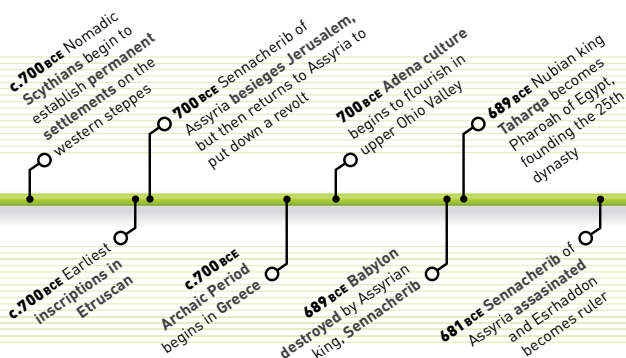 c.700 BCE Nomadic
Scythians begin to
establish permanent
settlements on the
western steppes
700 BCE Sennacherib of
Assyria besieges Jerusalem,
but then returns to Assyria to
put down a revolt
700 BCE Adena culture
begins to flourish in
upper Ohio Valley
689 BCE Nubian king
Taharqa becomes
Pharoah of Egypt,
founding the 25th
dynasty
c.700 BCE Earliest
inscriptions in
Etruscan
c.700 BCE
Archaic Period
begins in Greece
689 BCE Babylon
destroyed by Assyrian
king, Sennacherib
681 BCE Sennacherib of
Assyria assasinated
and Esrhaddon
becomes ruler